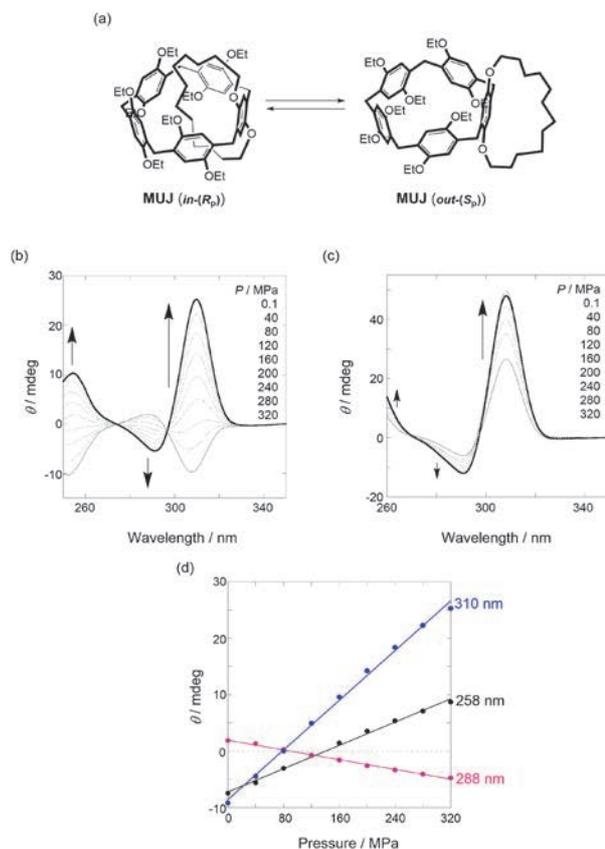 (a)
OEt
OEt
EtO
OEt
EtO
OEt
EtO
O
OEt
OEt
O
EtO
O
OEt
OEt
EtO
OEt
EtO
O
OEt
MUJ (in-(Rp))
MUJ (out-(Sp))
(b)
θ / mdeg
30
20
10
0
-10
260
300
340
Wavelength / nm
P / MPa
0.1
40
80
120
160
200
240
280
320
(c)
θ / mdeg
40
20
0
-20
260
300
340
Wavelength / nm
P / MPa
0.1
40
80
120
160
200
240
280
320
(d)
θ / mdeg
30
20
10
0
-10
0
80
160
240
320
Pressure / MPa
310 nm
258 nm
288 nm